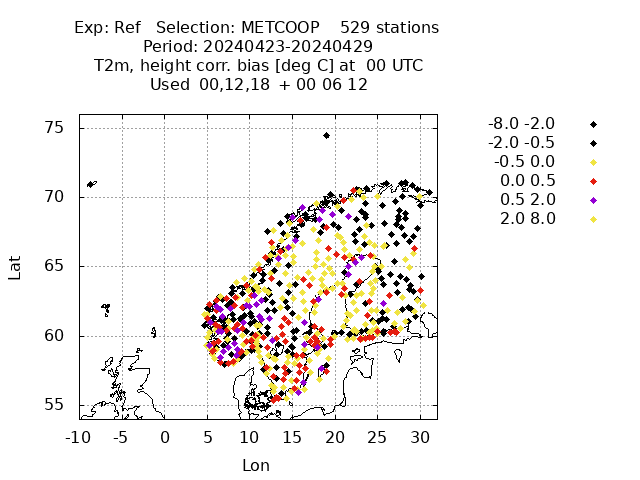 Exp: Ref   Selection: METCOOP    529 stations
Period: 20240423-20240429
T2m, height corr. bias [deg C] at  00 UTC
Used 00,12,18  + 00 06 12
-8.0 -2.0
-2.0 -0.5
-0.5 0.0
0.0 0.5
0.5 2.0
2.0 8.0
75
70
65
60
55
Lat
-10 -5 0 5 10 15 20 25 30
Lon